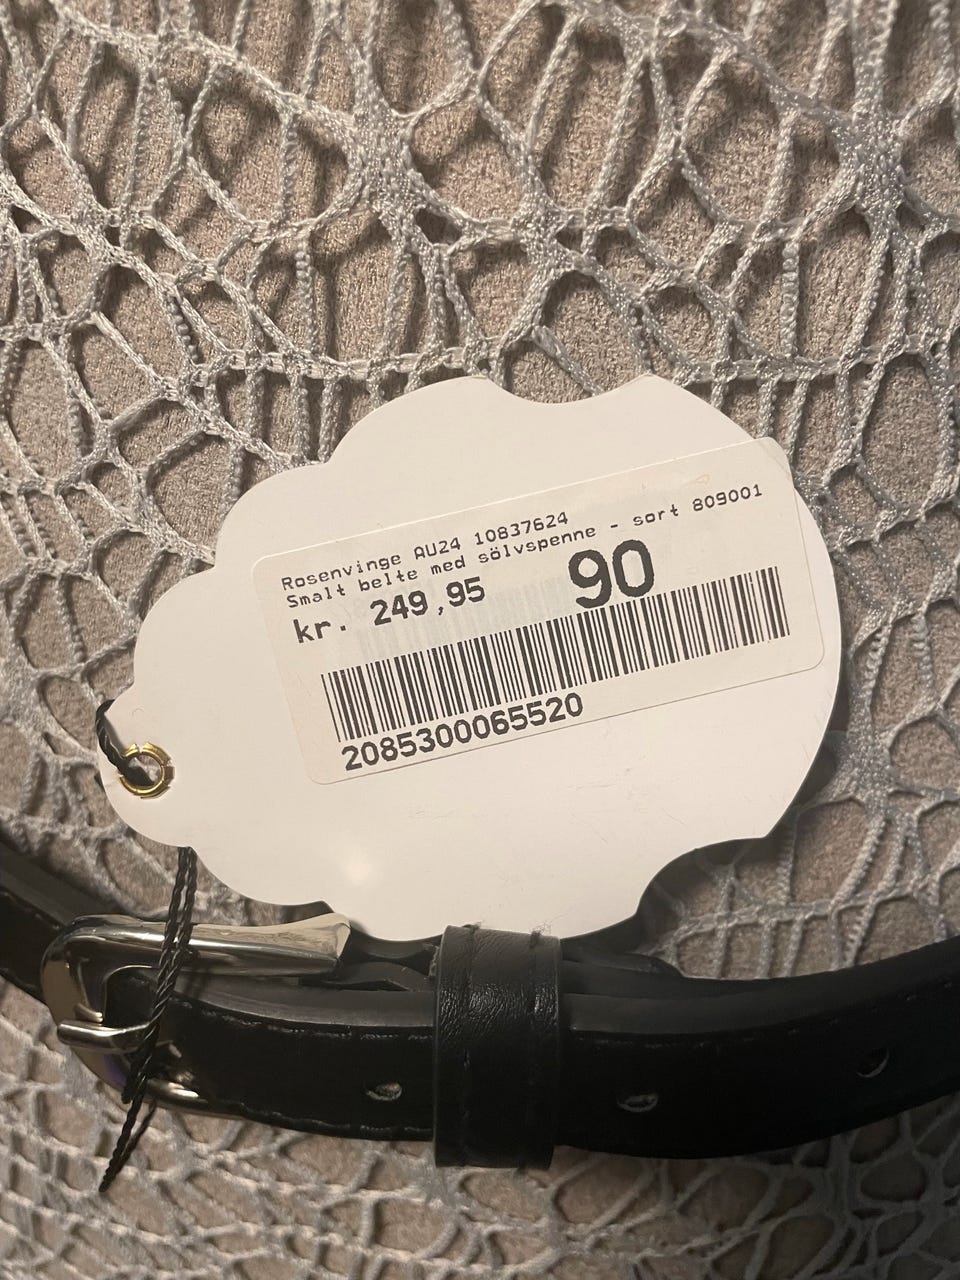 Rosenvinge AU24 10837624
Smalt belte med sölvspenne - sort 809001
kr. 249,95 90
2085300065520